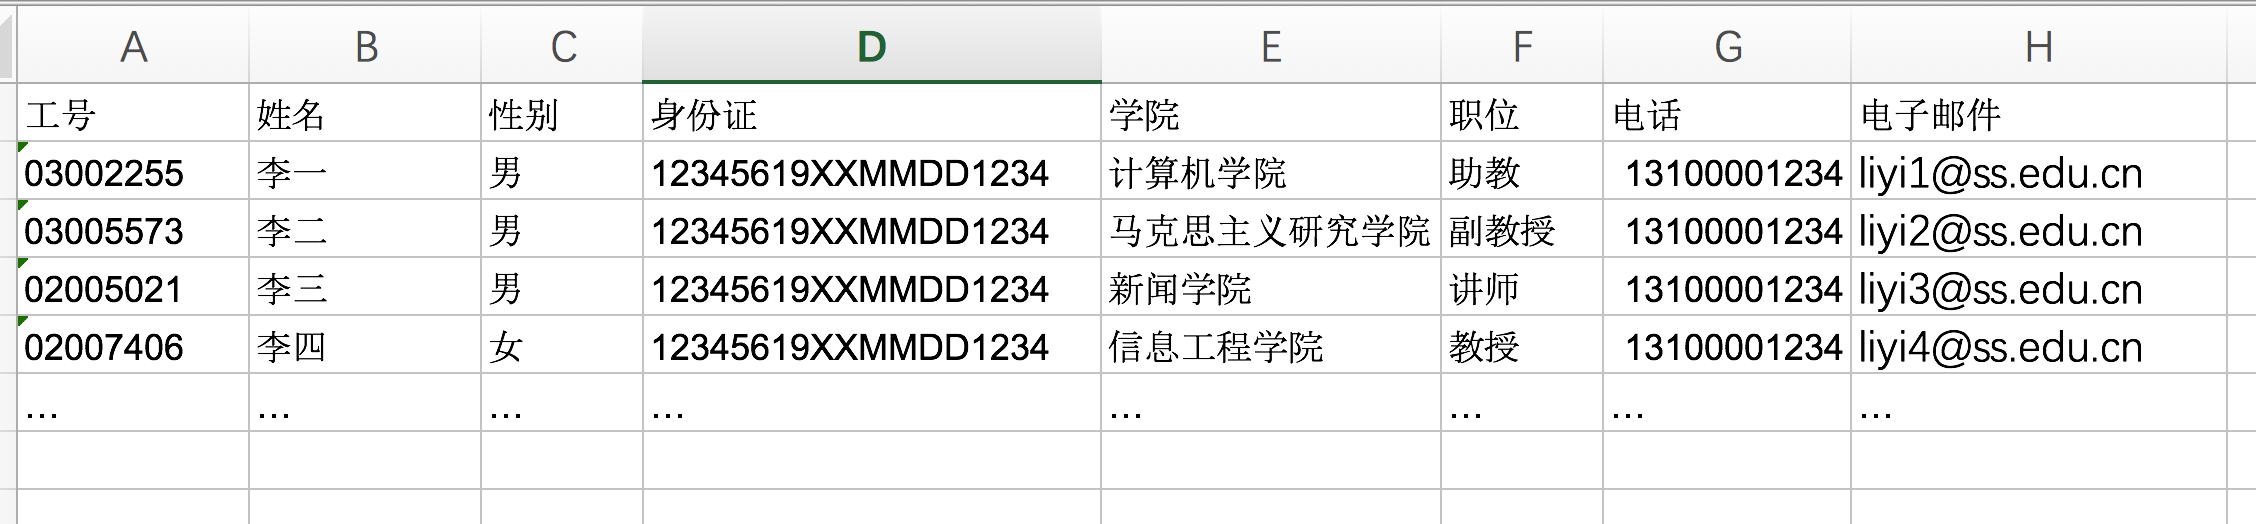 A B C D E F G H
工号 姓名 性别 身份证 学院 职位 电话 电子邮件
03002255 李一 男 12345619XXMMDD1234 计算机学院 助教 13100001234 liyi1@ss.edu.cn
03005573 李二 男 12345619XXMMDD1234 马克思主义研究学院 副教授 13100001234 liyi2@ss.edu.cn
02005021 李三 男 12345619XXMMDD1234 新闻学院 讲师 13100001234 liyi3@ss.edu.cn
02007406 李四 女 12345619XXMMDD1234 信息工程学院 教授 13100001234 liyi4@ss.edu.cn
... ... ... ... ... ... ... ...